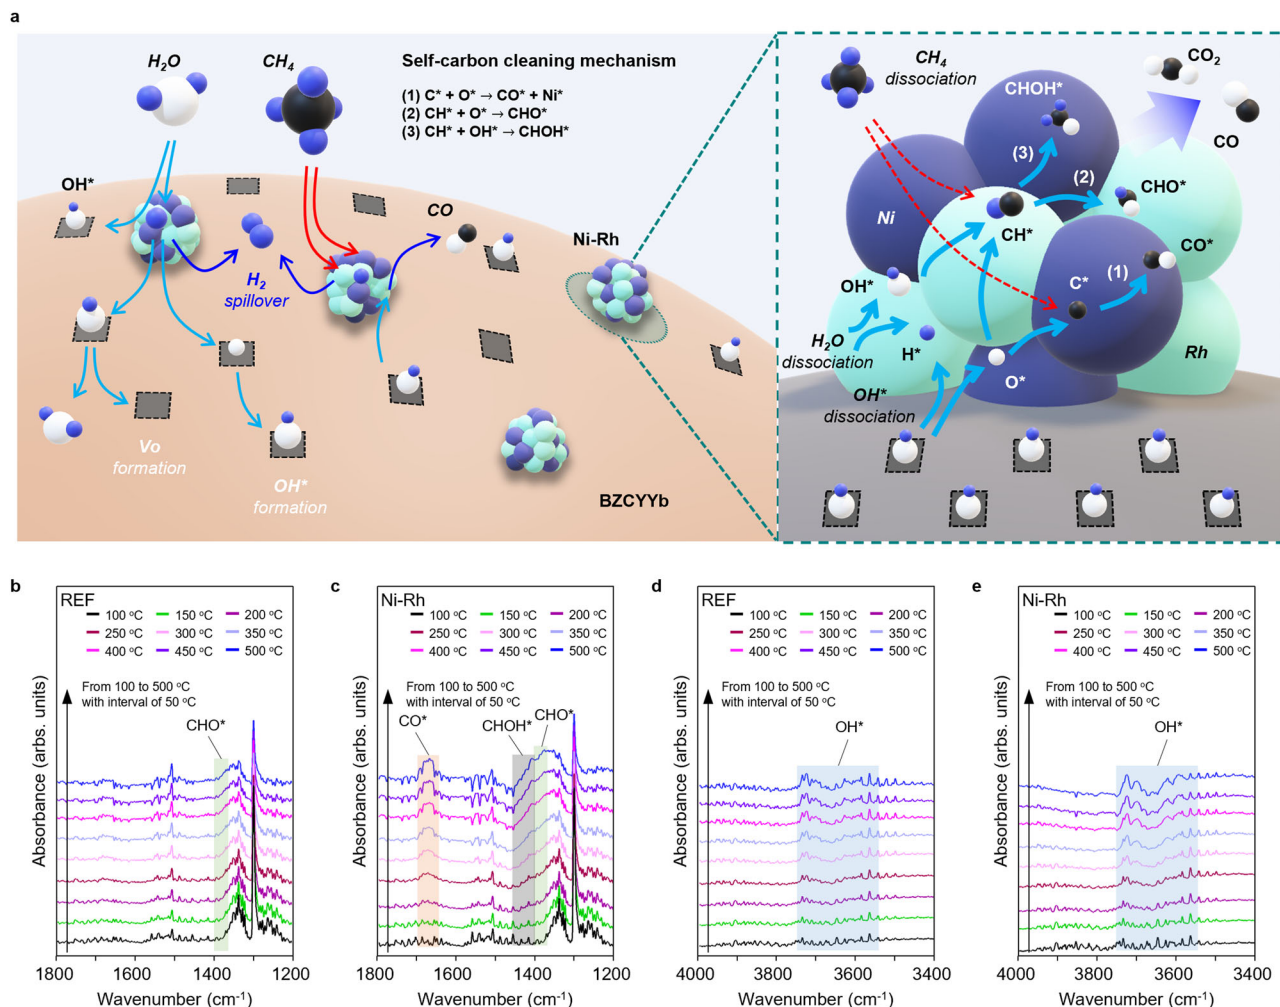 a
H2O
CH4
Self-carbon cleaning mechanism
(1) C* + O* → CO* + Ni*
(2) CH* + O* → CHO*
(3) CH* + OH* → CHOH*
OH*
H2
spillover
CO
Ni-Rh
Vo
formation
OH*
formation
BZCYYb
CH4
dissociation
CO2
CO
CHOH*
(3)
(2)
CHO*
Ni
CH*
CO*
(1)
C*
OH*
H2O
dissociation
H*
Rh
O*
OH*
dissociation
b
REF
100 °C 150 °C 200 °C
250 °C 300 °C 350 °C
400 °C 450 °C 500 °C
From 100 to 500 °C
with interval of 50 °C
CHO*
Absorbance (arbs. units)
1800 1600 1400 1200
Wavenumber (cm-1)
c
Ni-Rh
100 °C 150 °C 200 °C
250 °C 300 °C 350 °C
400 °C 450 °C 500 °C
From 100 to 500 °C
with interval of 50 °C
CO*
CHOH*
CHO*
Absorbance (arbs. units)
1800 1600 1400 1200
Wavenumber (cm-1)
d
REF
100 °C 150 °C 200 °C
250 °C 300 °C 350 °C
400 °C 450 °C 500 °C
From 100 to 500 °C
with interval of 50 °C
OH*
Absorbance (arbs. units)
4000 3800 3600 3400
Wavenumber (cm-1)
e
Ni-Rh
100 °C 150 °C 200 °C
250 °C 300 °C 350 °C
400 °C 450 °C 500 °C
From 100 to 500 °C
with interval of 50 °C
OH*
Absorbance (arbs. units)
4000 3800 3600 3400
Wavenumber (cm-1)